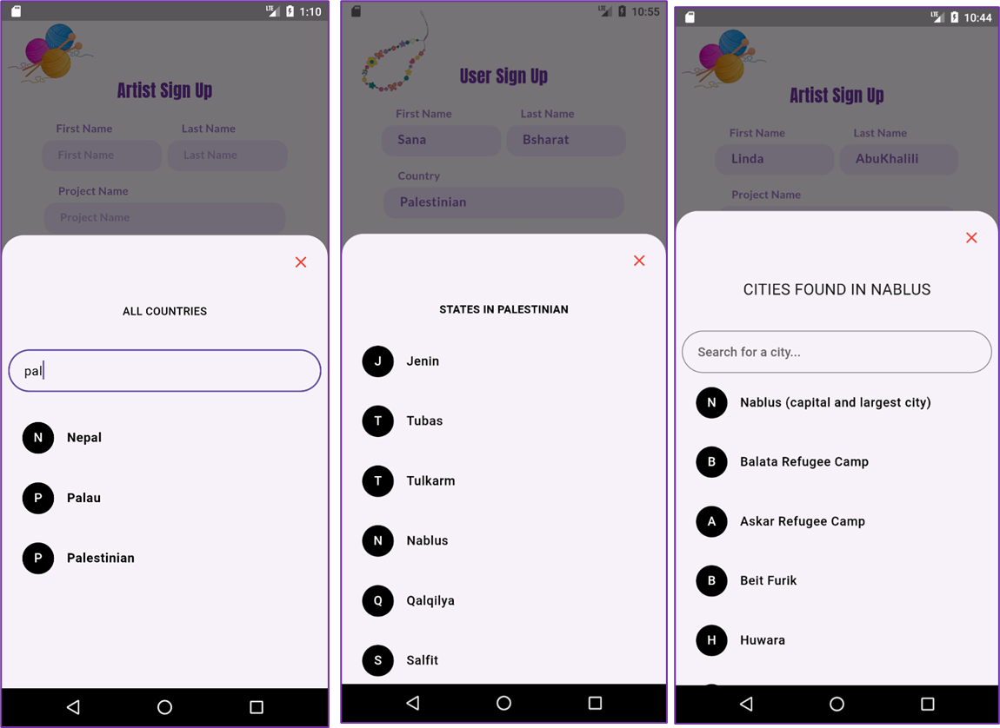 LTE 1:10
Artist Sign Up
First Name Last Name
First Name Last Name
Project Name
Project Name
ALL COUNTRIES
pal
N Nepal
P Palau
P Palestinian
LTE 10:55
User Sign Up
First Name Last Name
Sana Bsharat
Country
Palestinian
STATES IN PALESTINIAN
J Jenin
T Tubas
T Tulkarm
N Nablus
Q Qalqilya
S Salfit
LTE 10:44
Artist Sign Up
First Name Last Name
Linda AbuKhalili
Project Name
CITIES FOUND IN NABLUS
Search for a city...
N Nablus (capital and largest city)
B Balata Refugee Camp
A Askar Refugee Camp
B Beit Furik
H Huwara